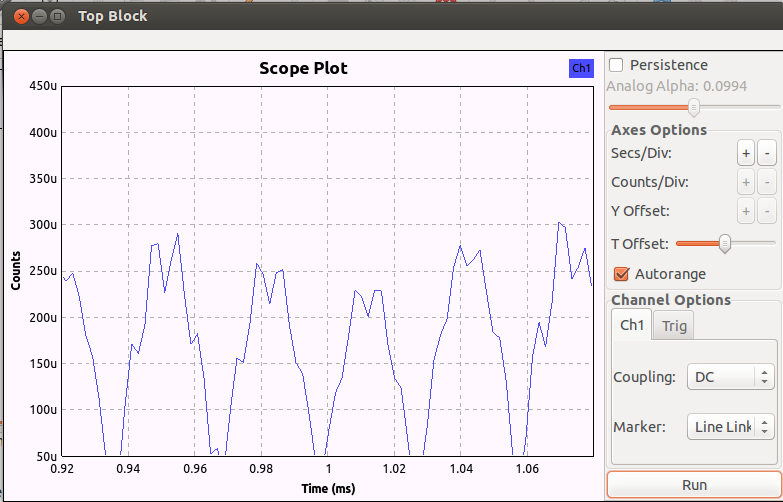 Top Block
Scope Plot
Ch1
Counts
450u
400u
350u
300u
250u
200u
150u
100u
50u
0.92
0.94
0.96
0.98
1
1.02
1.04
1.06
Time (ms)
Persistence
Analog Alpha: 0.0994
Axes Options
Secs/Div:
+
-
Counts/Div:
+
-
Y Offset:
+
-
T Offset:
Autorange
Channel Options
Ch1
Trig
Coupling:
DC
Marker:
Line Link
Run